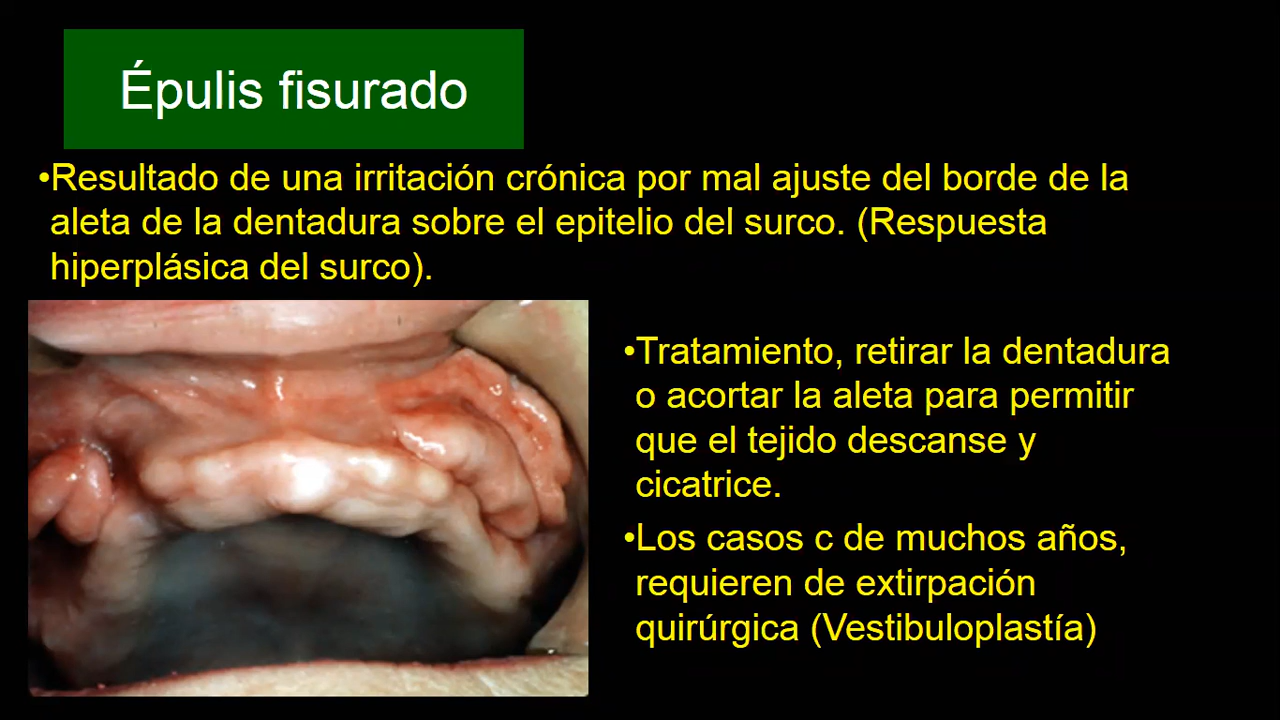 Épulis fisurado
•Resultado de una irritación crónica por mal ajuste del borde de la
aleta de la dentadura sobre el epitelio del surco. (Respuesta
hiperplásica del surco).
•Tratamiento, retirar la dentadura
o acortar la aleta para permitir
que el tejido descanse y
cicatrice.
•Los casos c de muchos años,
requieren de extirpación
quirúrgica (Vestibuloplastía)